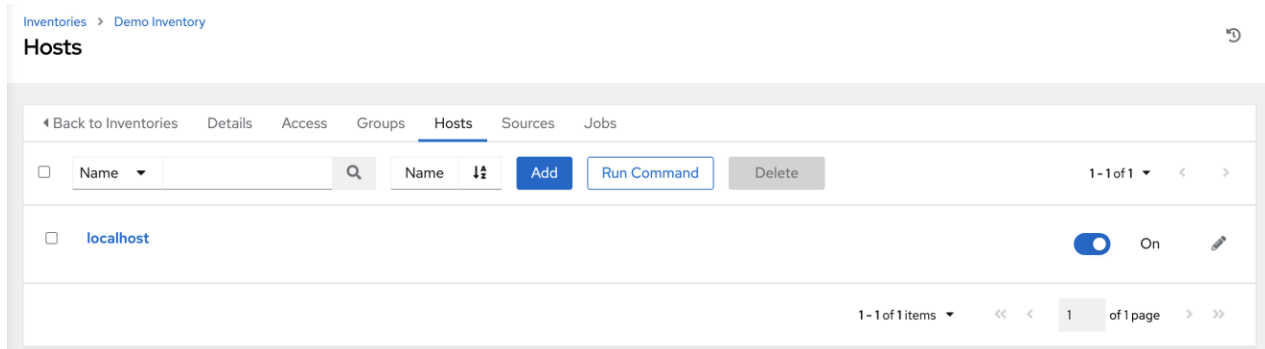 Inventories > Demo Inventory
Hosts
Back to Inventories Details Access Groups Hosts Sources Jobs
Name Name Add Run Command Delete 1 - 1 of 1
localhost On
1 - 1 of 1 items 1 of 1 page